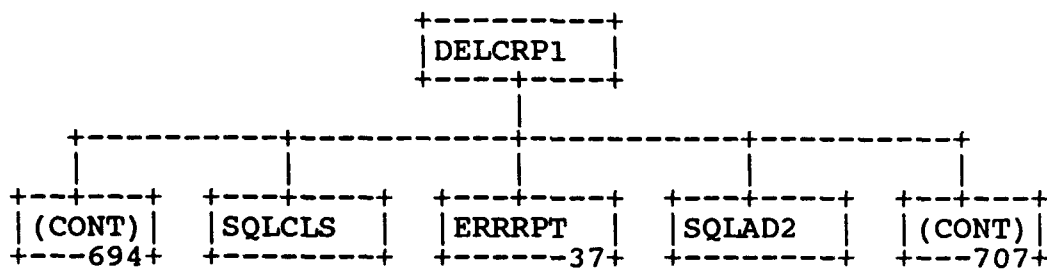 DELCRP1
(CONT) SQLCLS ERRRPT SQLAD2 (CONT)
694 37 707